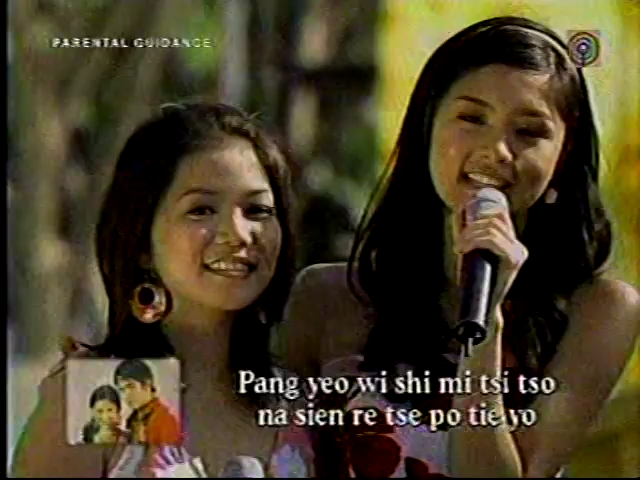 PARENTAL GUIDANCE
Pang yeo wi shi mi tsi tso
na sien re tse po tie yo